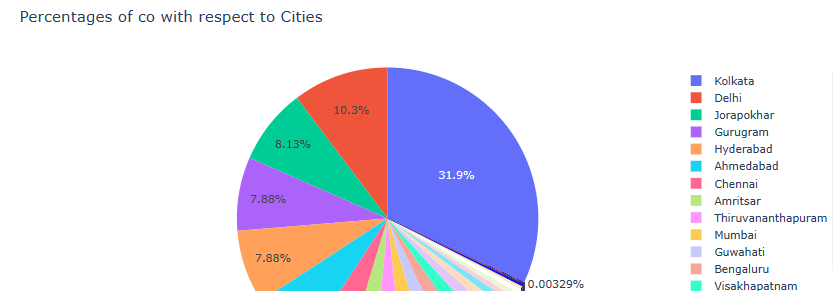 Percentages of co with respect to Cities
10.3%
8.13%
7.88%
7.88%
31.9%
0.00329%
Kolkata
Delhi
Jorapokhar
Gurugram
Hyderabad
Ahmedabad
Chennai
Amritsar
Thiruvananthapuram
Mumbai
Guwahati
Bengaluru
Visakhapatnam